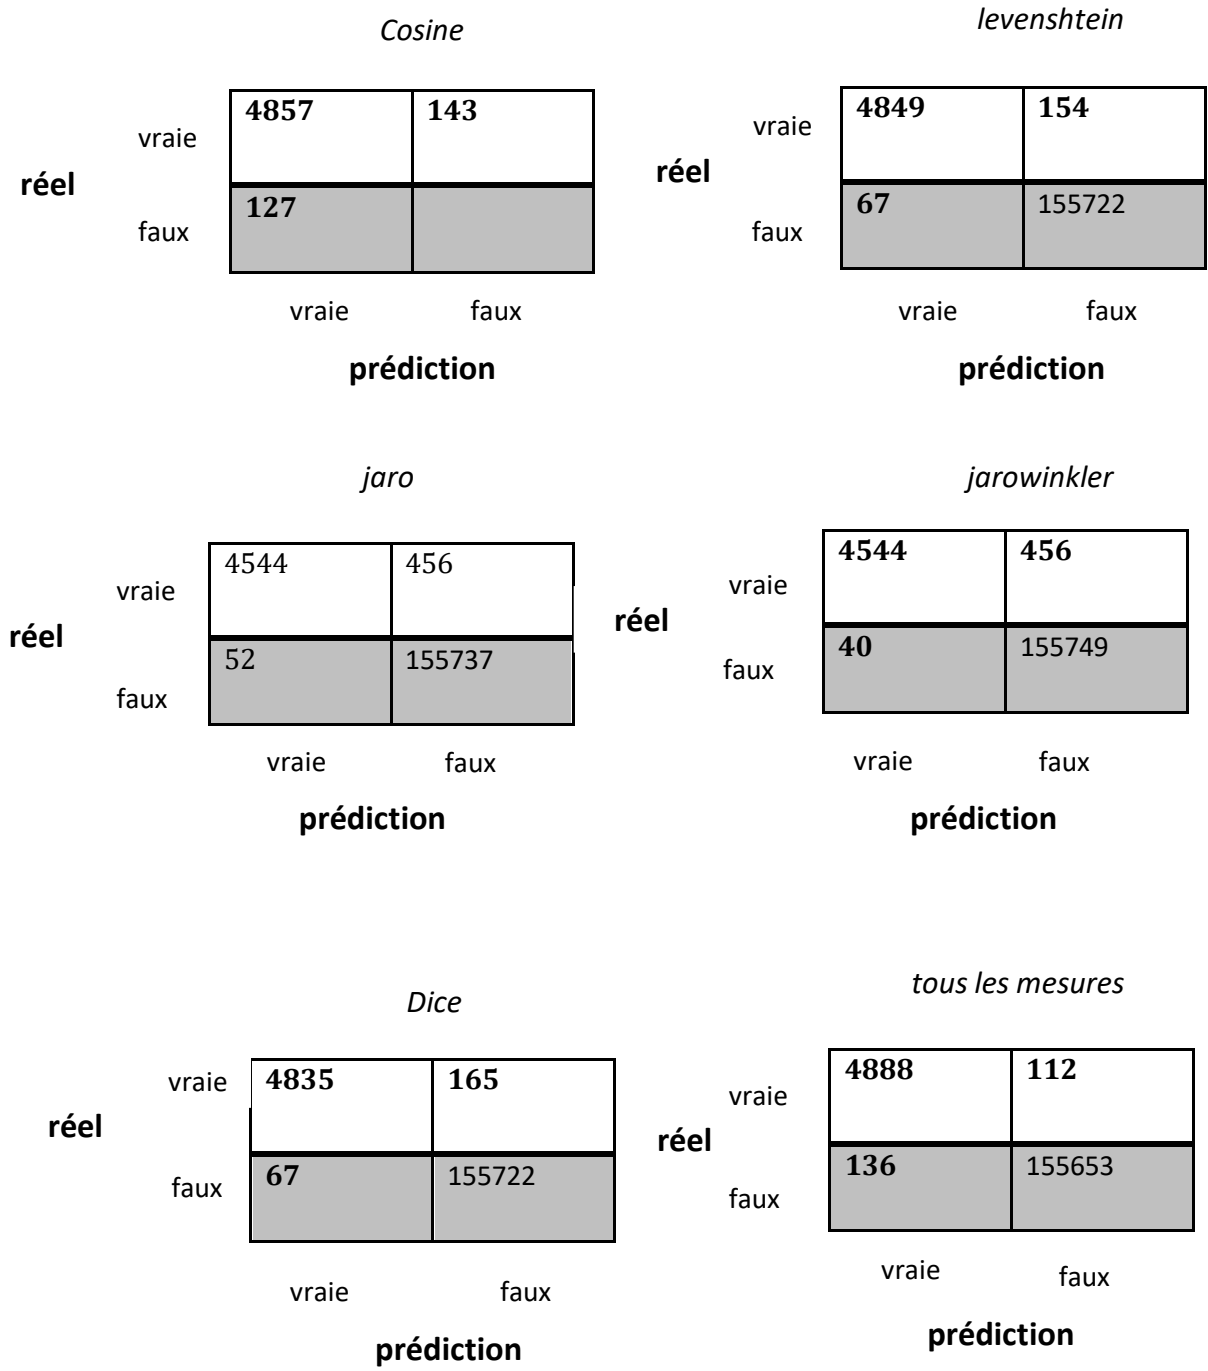 Cosine
4857 143
vraie
réel
127
faux
vraie faux
prédiction
levenshtein
4849 154
vraie
réel
67 155722
faux
vraie faux
prédiction
jaro
4544 456
vraie
réel
52 155737
faux
vraie faux
prédiction
jarowinkler
4544 456
vraie
réel
40 155749
faux
vraie faux
prédiction
Dice
vraie 4835 165
réel
67 155722
faux
vraie faux
prédiction
tous les mesures
4888 112
vraie
réel
136 155653
faux
vraie faux
prédiction